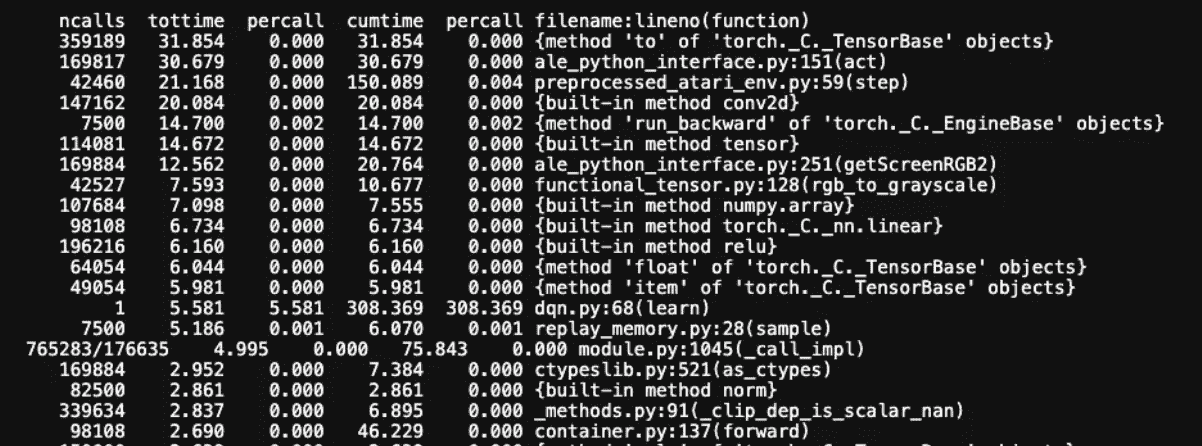 ncalls tottime percall cumtime percall filename:lineno(function)
359189 31.854 0.000 31.854 0.000 {method 'to' of 'torch._C._TensorBase' objects}
169817 30.679 0.000 30.679 0.000 ale_python_interface.py:151(act)
42460 21.168 0.000 150.089 0.004 preprocessed_atari_env.py:59(step)
147162 20.084 0.000 20.084 0.000 {built-in method conv2d}
7500 14.700 0.002 14.700 0.002 {method 'run_backward' of 'torch._C._EngineBase' objects}
114081 14.672 0.000 14.672 0.000 {built-in method tensor}
169884 12.562 0.000 20.764 0.000 ale_python_interface.py:251(getScreenRGB2)
42527 7.593 0.000 10.677 0.000 functional_tensor.py:128(rgb_to_grayscale)
107684 7.098 0.000 7.555 0.000 {built-in method numpy.array}
98108 6.734 0.000 6.734 0.000 {built-in method torch._C._nn.linear}
196216 6.160 0.000 6.160 0.000 {built-in method relu}
64054 6.044 0.000 6.044 0.000 {method 'float' of 'torch._C._TensorBase' objects}
49054 5.981 0.000 5.981 0.000 {method 'item' of 'torch._C._TensorBase' objects}
1 5.581 5.581 308.369 308.369 dqn.py:68(learn)
7500 5.186 0.001 6.070 0.001 replay_memory.py:28(sample)
765283/176635 4.995 0.000 75.843 0.000 module.py:1045(_call_impl)
169884 2.952 0.000 7.384 0.000 ctypeslib.py:521(as_ctypes)
82500 2.861 0.000 2.861 0.000 {built-in method norm}
339634 2.837 0.000 6.895 0.000 _methods.py:91(_clip_dep_is_scalar_nan)
98108 2.690 0.000 46.229 0.000 container.py:137(forward)